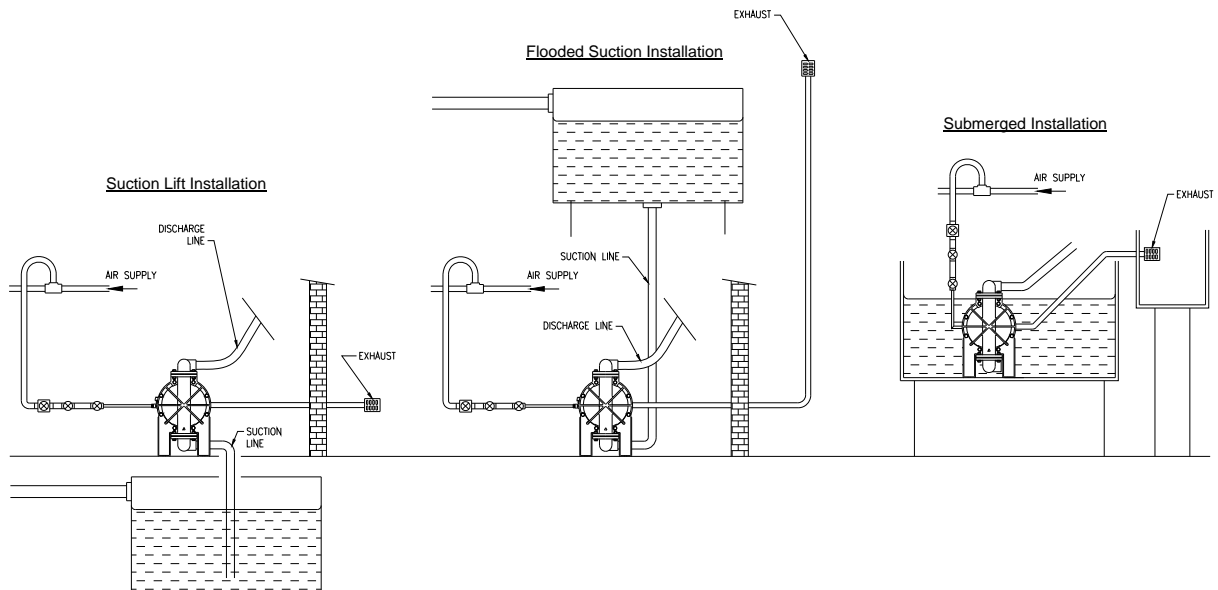 Suction Lift Installation
DISCHARGE
LINE
AIR SUPPLY
EXHAUST
SUCTION
LINE
Flooded Suction Installation
EXHAUST
SUCTION LINE
AIR SUPPLY
DISCHARGE LINE
Submerged Installation
AIR SUPPLY
EXHAUST